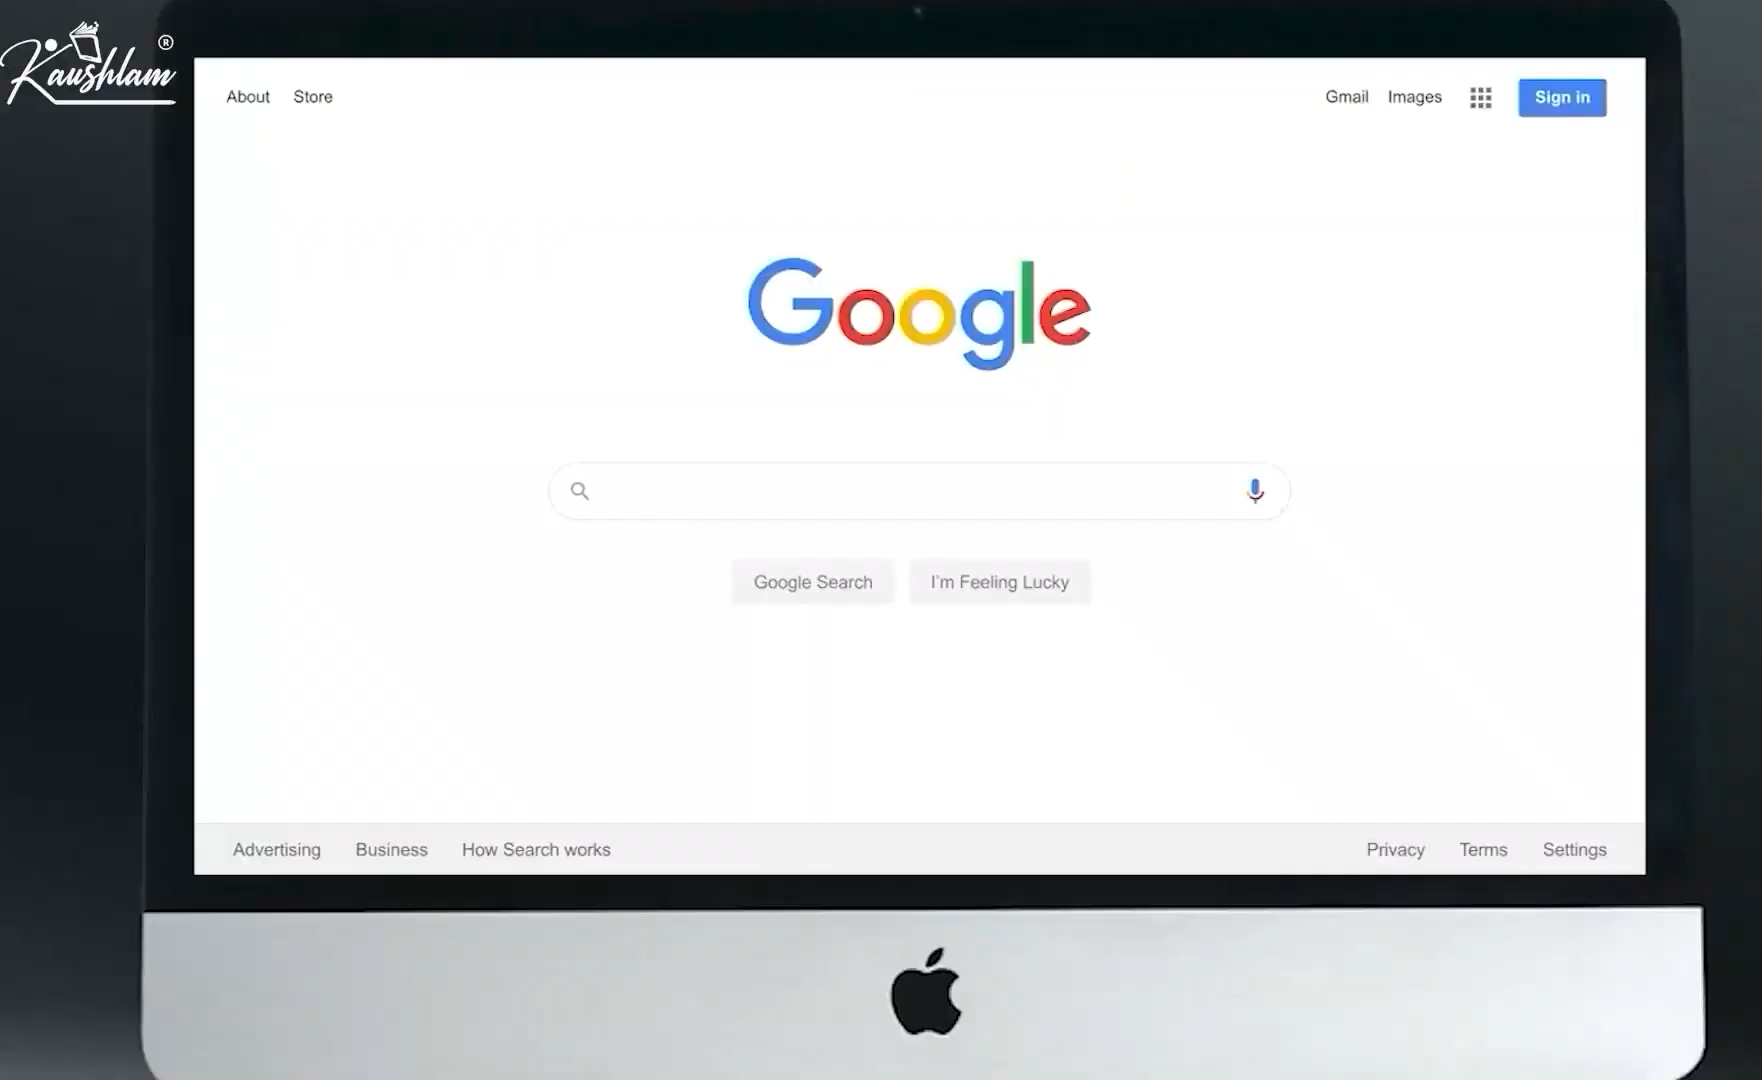 Kaushlam ®
About Store
Gmail Images Sign in
Google
Google Search I'm Feeling Lucky
Advertising Business How Search works
Privacy Terms Settings